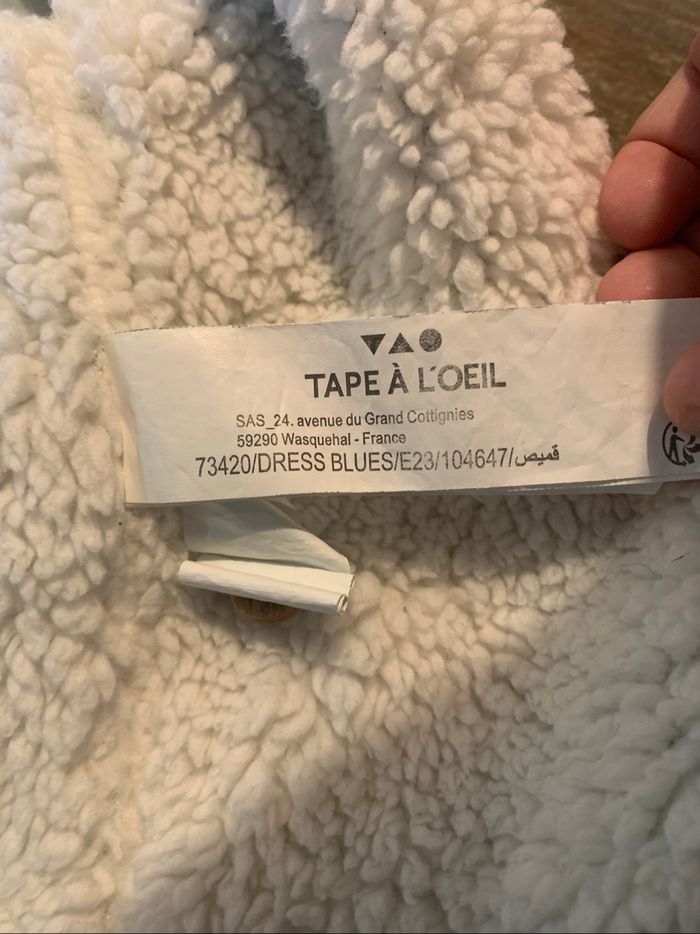 TAPE À L'OEIL
SAS_24. avenue du Grand Cottignies
59290 Wasquehal - France
73420/DRESS BLUES/E23/104647/قميص